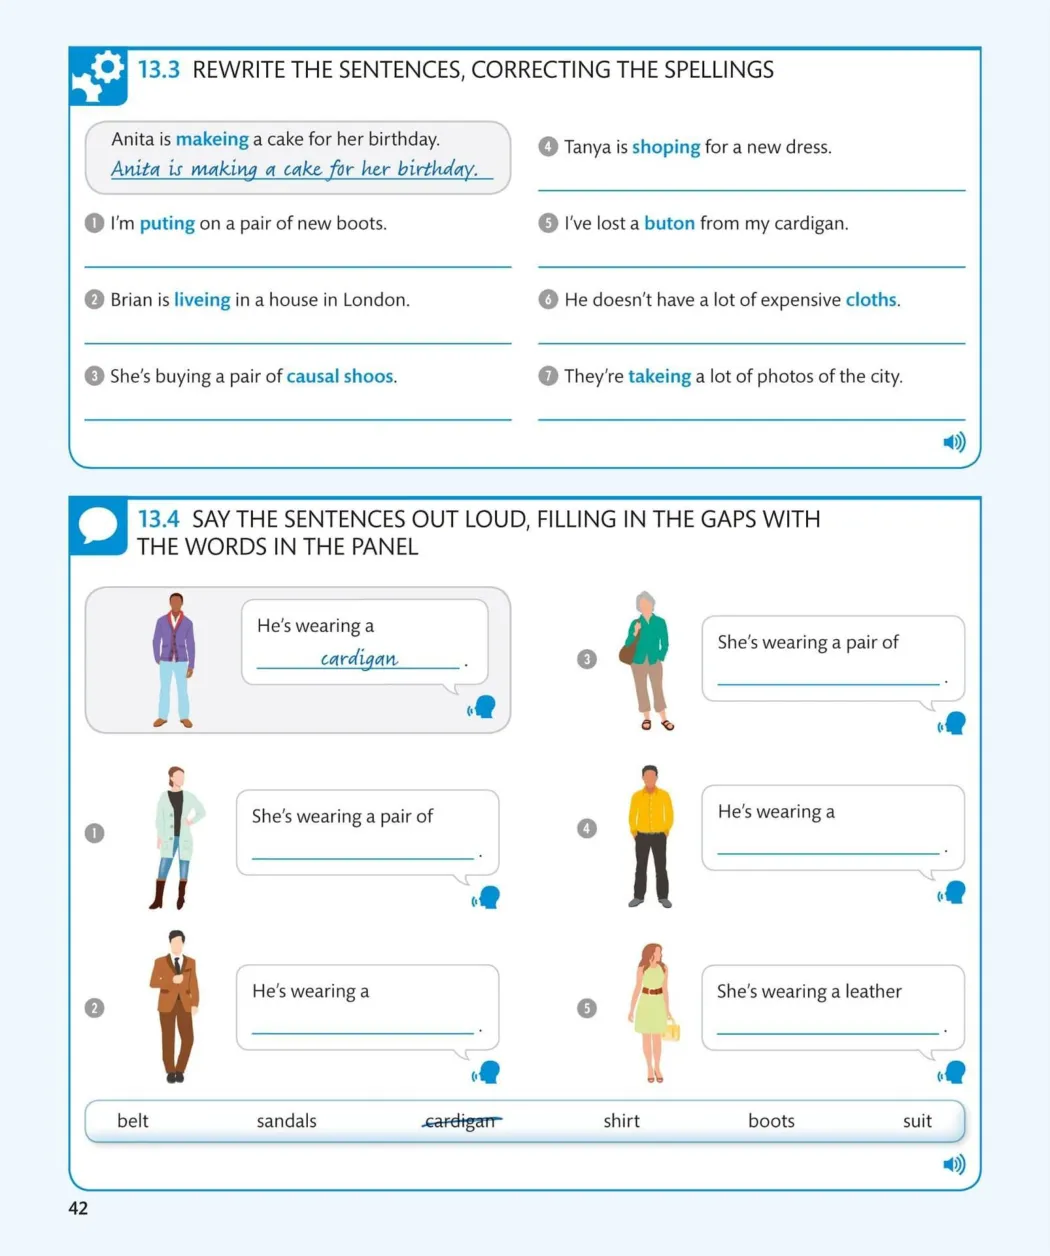 13.3 REWRITE THE SENTENCES, CORRECTING THE SPELLINGS
Anita is makeing a cake for her birthday.
Anita is making a cake for her birthday.
1 I'm puting on a pair of new boots.
2 Brian is liveing in a house in London.
3 She's buying a pair of causal shoos.
4 Tanya is shoping for a new dress.
5 I've lost a buton from my cardigan.
6 He doesn't have a lot of expensive cloths.
7 They're takeing a lot of photos of the city.
13.4 SAY THE SENTENCES OUT LOUD, FILLING IN THE GAPS WITH
THE WORDS IN THE PANEL
He's wearing a
cardigan.
1 She's wearing a pair of
.
2 He's wearing a
.
3 She's wearing a pair of
.
4 He's wearing a
.
5 She's wearing a leather
.
belt sandals cardigan shirt boots suit
42